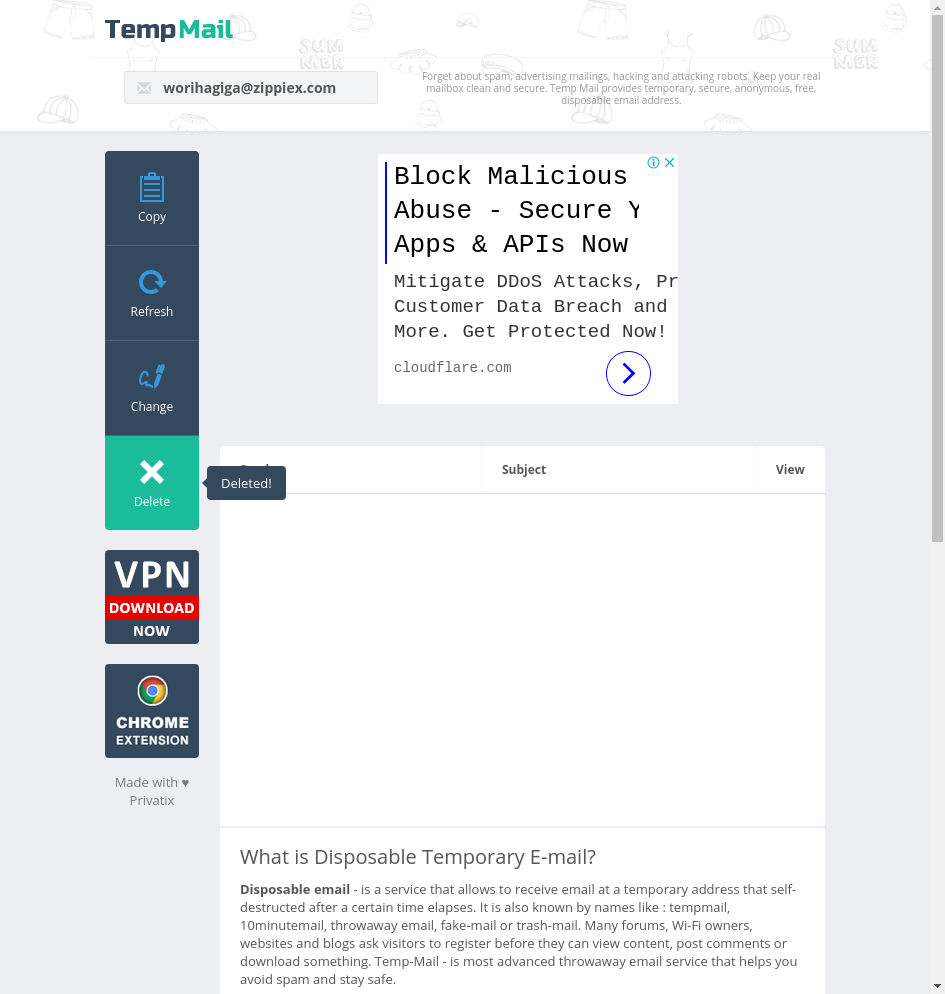 TempMail
SUM
MER
SUM
MER
worihagiga@zippiex.com
Forget about spam, advertising mailings, hacking and attacking robots. Keep your real
mailbox clean and secure. Temp Mail provides temporary, secure, anonymous, free,
disposable email address.
Copy
Refresh
Change
Delete
Deleted!
VPN
DOWNLOAD
NOW
CHROME
EXTENSION
Made with ♥
Privatix
Block Malicious
Abuse - Secure Y
Apps & APIs Now
Mitigate DDoS Attacks, Pr
Customer Data Breach and
More. Get Protected Now!
cloudflare.com
Subject
View
What is Disposable Temporary E-mail?
Disposable email - is a service that allows to receive email at a temporary address that self-
destructed after a certain time elapses. It is also known by names like : tempmail,
10minutemail, throwaway email, fake-mail or trash-mail. Many forums, Wi-Fi owners,
websites and blogs ask visitors to register before they can view content, post comments or
download something. Temp-Mail - is most advanced throwaway email service that helps you
avoid spam and stay safe.